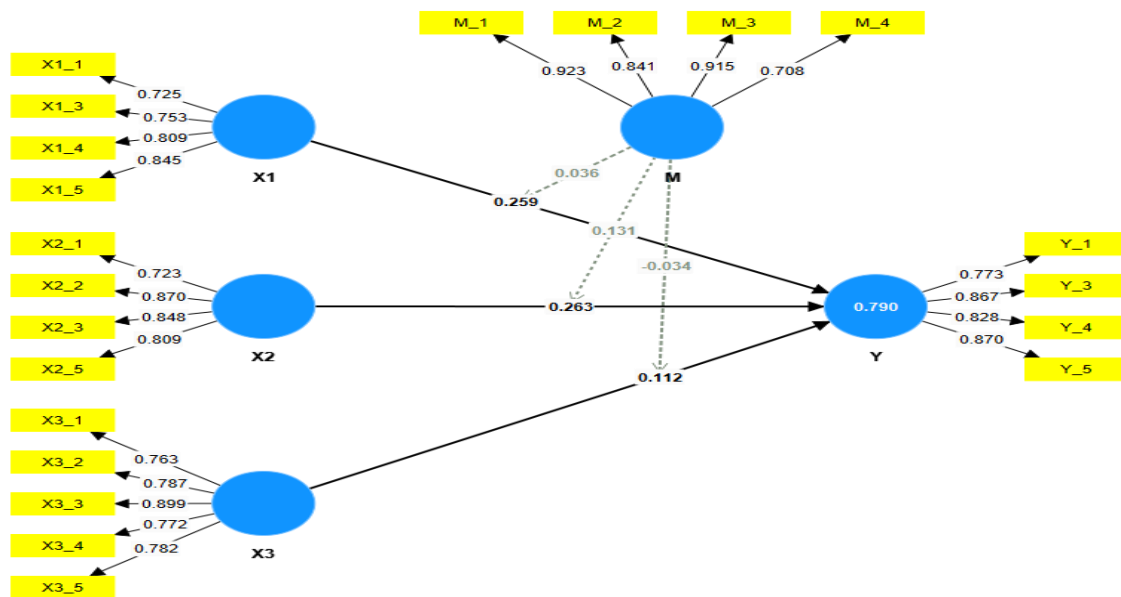 M_1 M_2 M_3 M_4
0.923 0.841 0.915 0.708
M
X1_1
X1_3
X1_4
X1_5
0.725
0.753
0.809
0.845
X1
0.036
0.259
0.131
-0.034
X2_1
X2_2
X2_3
X2_5
0.723
0.870
0.848
0.809
X2
0.263
0.790
Y
0.773
0.867
0.828
0.870
Y_1
Y_3
Y_4
Y_5
0.112
X3_1
X3_2
X3_3
X3_4
X3_5
0.763
0.787
0.899
0.772
0.782
X3